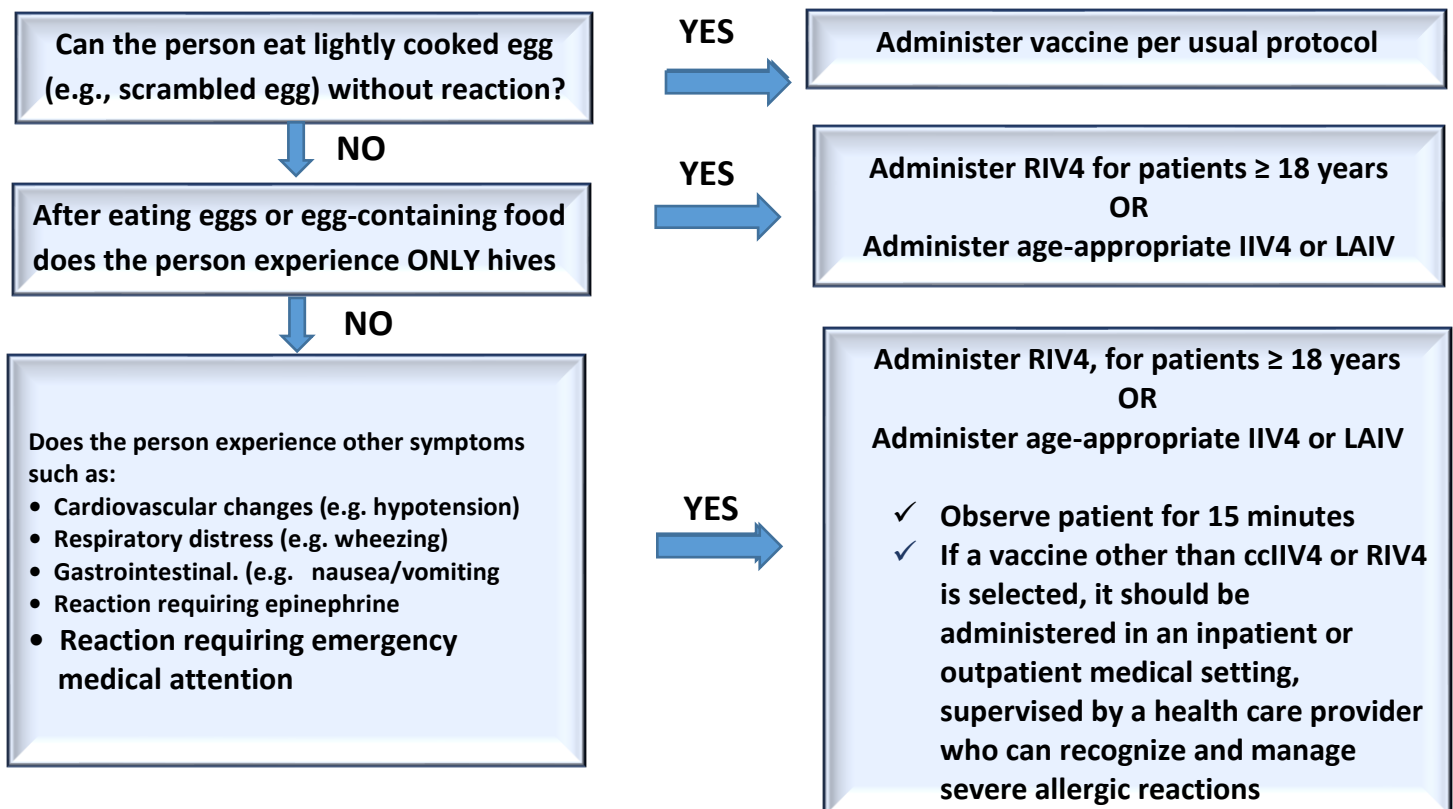 Can the person eat lightly cooked egg
(e.g., scrambled egg) without reaction?
YES
Administer vaccine per usual protocol
NO
After eating eggs or egg-containing food
does the person experience ONLY hives
YES
Administer RIV4 for patients ≥ 18 years
OR
Administer age-appropriate IIV4 or LAIV
NO
Does the person experience other symptoms
such as:
• Cardiovascular changes (e.g. hypotension)
• Respiratory distress (e.g. wheezing)
• Gastrointestinal. (e.g. nausea/vomiting
• Reaction requiring epinephrine
• Reaction requiring emergency
medical attention
YES
Administer RIV4, for patients ≥ 18 years
OR
Administer age-appropriate IIV4 or LAIV
✓ Observe patient for 15 minutes
✓ If a vaccine other than ccIIV4 or RIV4
is selected, it should be
administered in an inpatient or
outpatient medical setting,
supervised by a health care provider
who can recognize and manage
severe allergic reactions